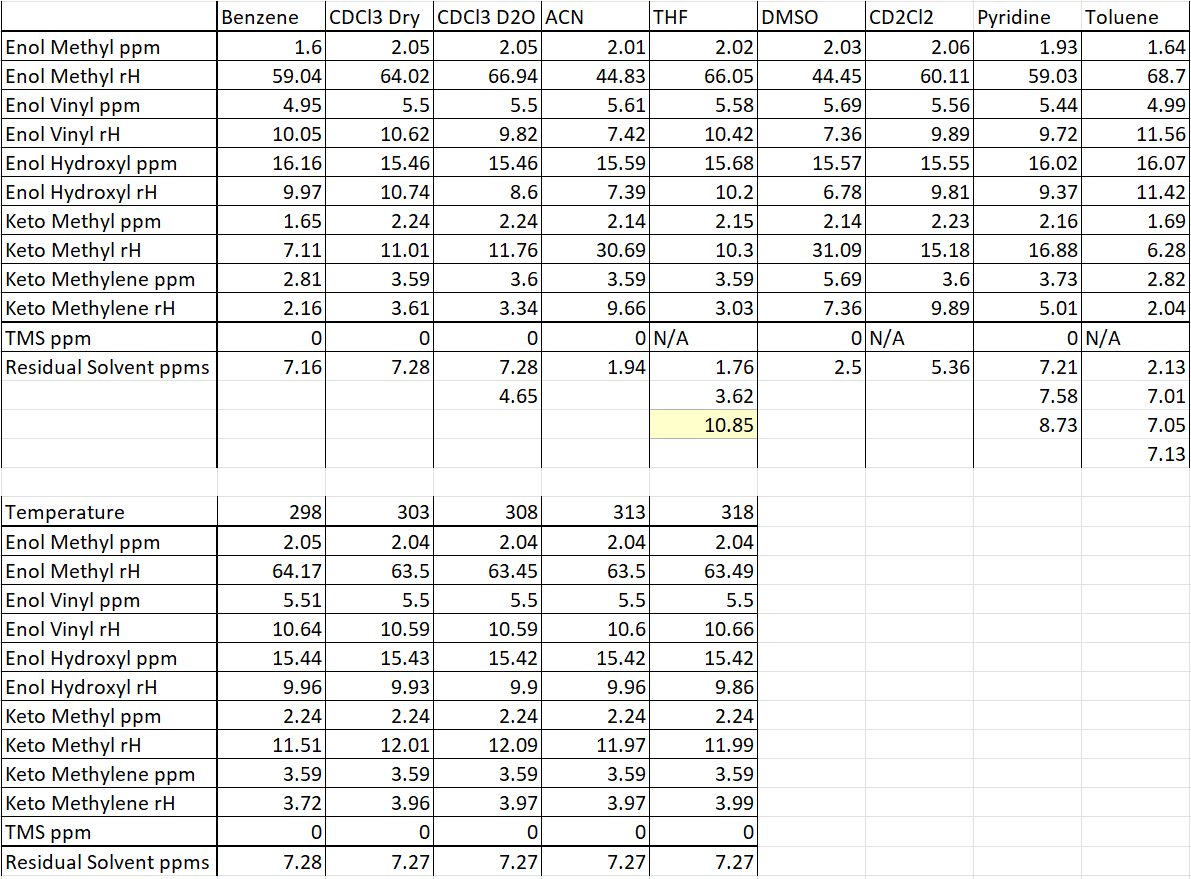 Benzene CDCl3 Dry CDCl3 D2O ACN THF DMSO CD2Cl2 Pyridine Toluene
Enol Methyl ppm 1.6 2.05 2.05 2.01 2.02 2.03 2.06 1.93 1.64
Enol Methyl rH 59.04 64.02 66.94 44.83 66.05 44.45 60.11 59.03 68.7
Enol Vinyl ppm 4.95 5.5 5.5 5.61 5.58 5.69 5.56 5.44 4.99
Enol Vinyl rH 10.05 10.62 9.82 7.42 10.42 7.36 9.89 9.72 11.56
Enol Hydroxyl ppm 16.16 15.46 15.46 15.59 15.68 15.57 15.55 16.02 16.07
Enol Hydroxyl rH 9.97 10.74 8.6 7.39 10.2 6.78 9.81 9.37 11.42
Keto Methyl ppm 1.65 2.24 2.24 2.14 2.15 2.14 2.23 2.16 1.69
Keto Methyl rH 7.11 11.01 11.76 30.69 10.3 31.09 15.18 16.88 6.28
Keto Methylene ppm 2.81 3.59 3.6 3.59 3.59 5.69 3.6 3.73 2.82
Keto Methylene rH 2.16 3.61 3.34 9.66 3.03 7.36 9.89 5.01 2.04
TMS ppm 0 0 0 0 N/A 0 N/A 0 N/A
Residual Solvent ppms 7.16 7.28 7.28 1.94 1.76 2.5 5.36 7.21 2.13
4.65 3.62 7.58 7.01
10.85 8.73 7.05
7.13
Temperature 298 303 308 313 318
Enol Methyl ppm 2.05 2.04 2.04 2.04 2.04
Enol Methyl rH 64.17 63.5 63.45 63.5 63.49
Enol Vinyl ppm 5.51 5.5 5.5 5.5 5.5
Enol Vinyl rH 10.64 10.59 10.59 10.6 10.66
Enol Hydroxyl ppm 15.44 15.43 15.42 15.42 15.42
Enol Hydroxyl rH 9.96 9.93 9.9 9.96 9.86
Keto Methyl ppm 2.24 2.24 2.24 2.24 2.24
Keto Methyl rH 11.51 12.01 12.09 11.97 11.99
Keto Methylene ppm 3.59 3.59 3.59 3.59 3.59
Keto Methylene rH 3.72 3.96 3.97 3.97 3.99
TMS ppm 0 0 0 0 0
Residual Solvent ppms 7.28 7.27 7.27 7.27 7.27